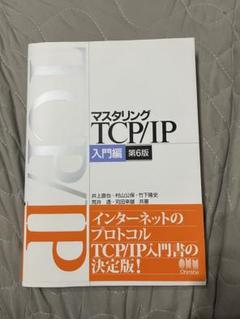 TCP/IP
マスタリング
TCP/IP
入門編 第6版
井上直也・村山公保・竹下隆史
荒井 透・苅田幸雄 共著
インターネットの
プロトコル
TCP/IP入門書の
決定版!
Ohmsha